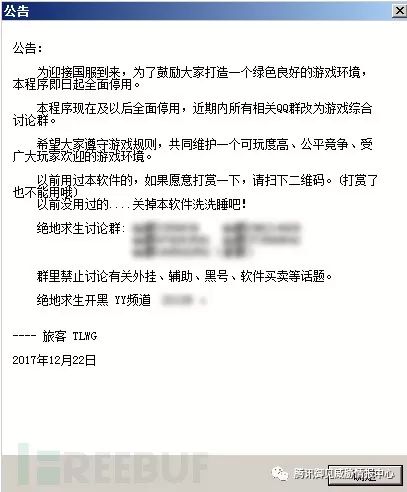 公告
公告：
为迎接国服到来，为了鼓励大家打造一个绿色良好的游戏环境，
本程序即日起全面停用。
本程序现在及以后全面停用，近期内所有相关QQ群改为游戏综合
讨论群。
希望大家遵守游戏规则，共同维护一个可玩度高、公平竞争、受
广大玩家欢迎的游戏环境。
以前用过本软件的，如果愿意打赏一下，请扫下二维码。(打赏了
也不能用哦)
以前没用过的....关掉本软件洗洗睡吧！
绝地求生讨论群：
群里禁止讨论有关外挂、辅助、黑号、软件买卖等话题。
绝地求生开黑 YY频道
---- 旅客 TLWG
2017年12月22日
FREEBUF
腾讯御见威胁情报中心